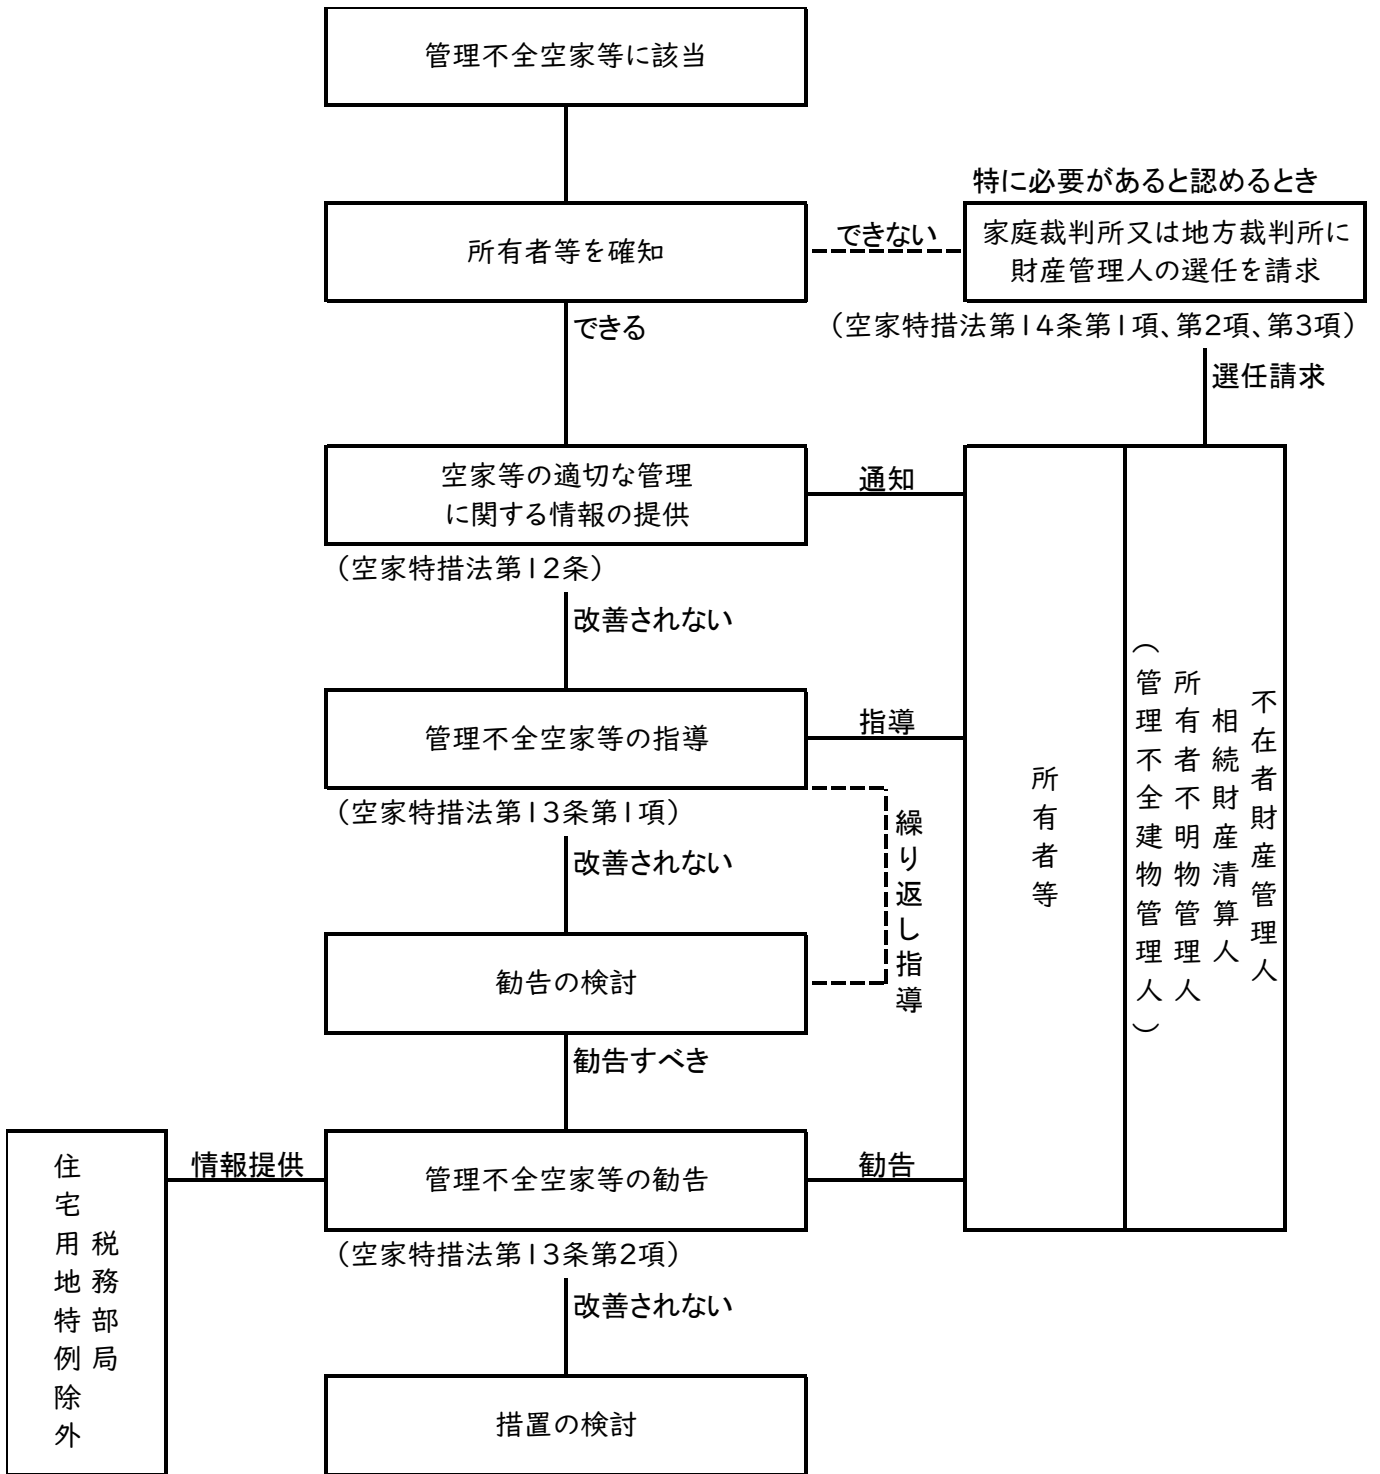 管理不全空家等に該当
特に必要があると認めるとき
所有者等を確知
できない
家庭裁判所又は地方裁判所に
財産管理人の選任を請求
できる
（空家特措法第14条第1項、第2項、第3項）
選任請求
空家等の適切な管理
に関する情報の提供
通知
（空家特措法第12条）
改善されない
管理不全空家等の指導
指導
（空家特措法第13条第1項）
改善されない
繰り返し指導
勧告の検討
勧告すべき
所有者等
不在者財産管理人
相続財産清算人
所有者不明物管理人
（管理不全建物管理人）
管理不全空家等の勧告
勧告
情報提供
税務部局
住宅用地特例除外
（空家特措法第13条第2項）
改善されない
措置の検討